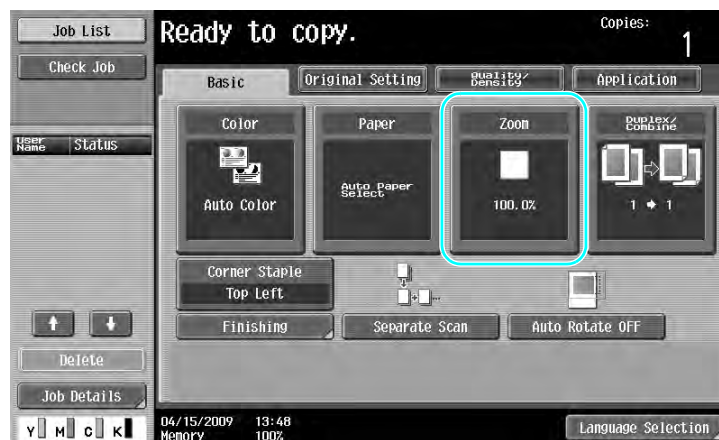 Job List
Check Job
User Name
Status
Delete
Job Details
Y M C K
Ready to copy.
Copies:
1
Basic
Original Setting
Quality/
Density
Application
Color
Auto Color
Paper
Auto Paper
Select
Zoom
100.0%
Duplex/
Combine
1 → 1
Corner Staple
Top Left
Finishing
Separate Scan
Auto Rotate OFF
04/15/2009 13:48
Memory 100%
Language Selection